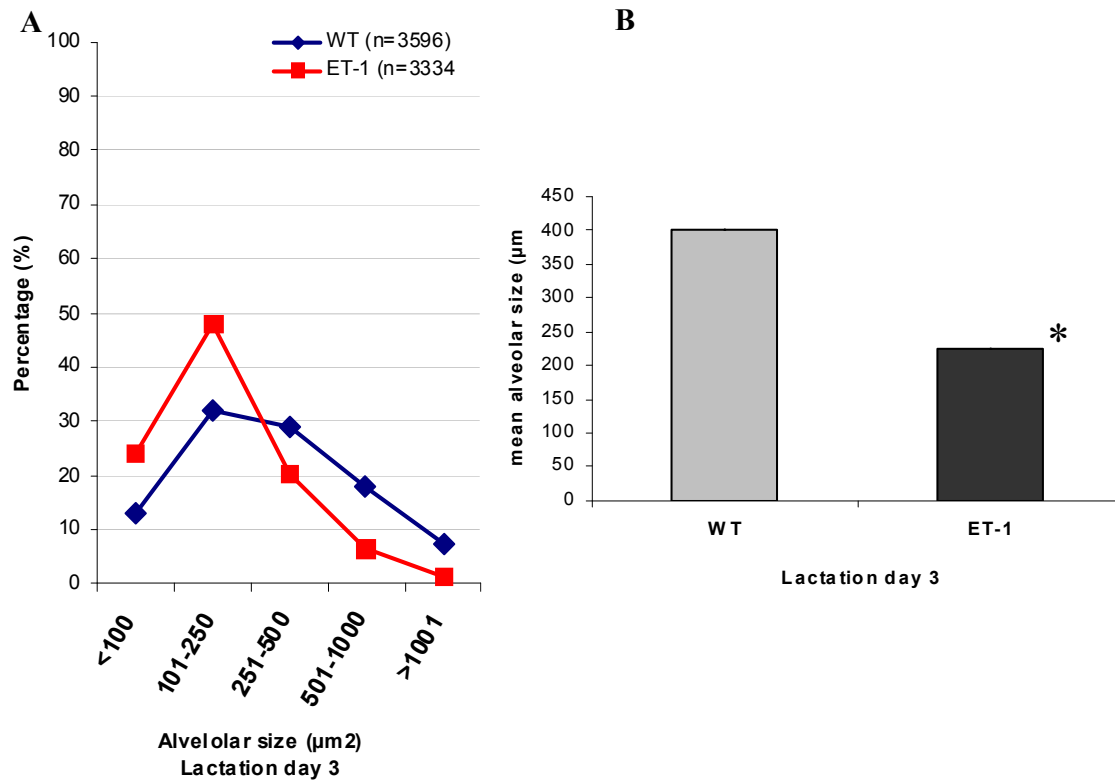 A
WT (n=3596)
ET-1 (n=3334
100
90
80
70
60
50
40
30
20
10
0
Percentage (%)
<100
101-250
251-500
501-1000
>1001
Alvelolar size (µm2)
Lactation day 3
B
450
400
350
300
250
200
150
100
50
0
mean alveolar size (µm
*
WT
ET-1
Lactation day 3